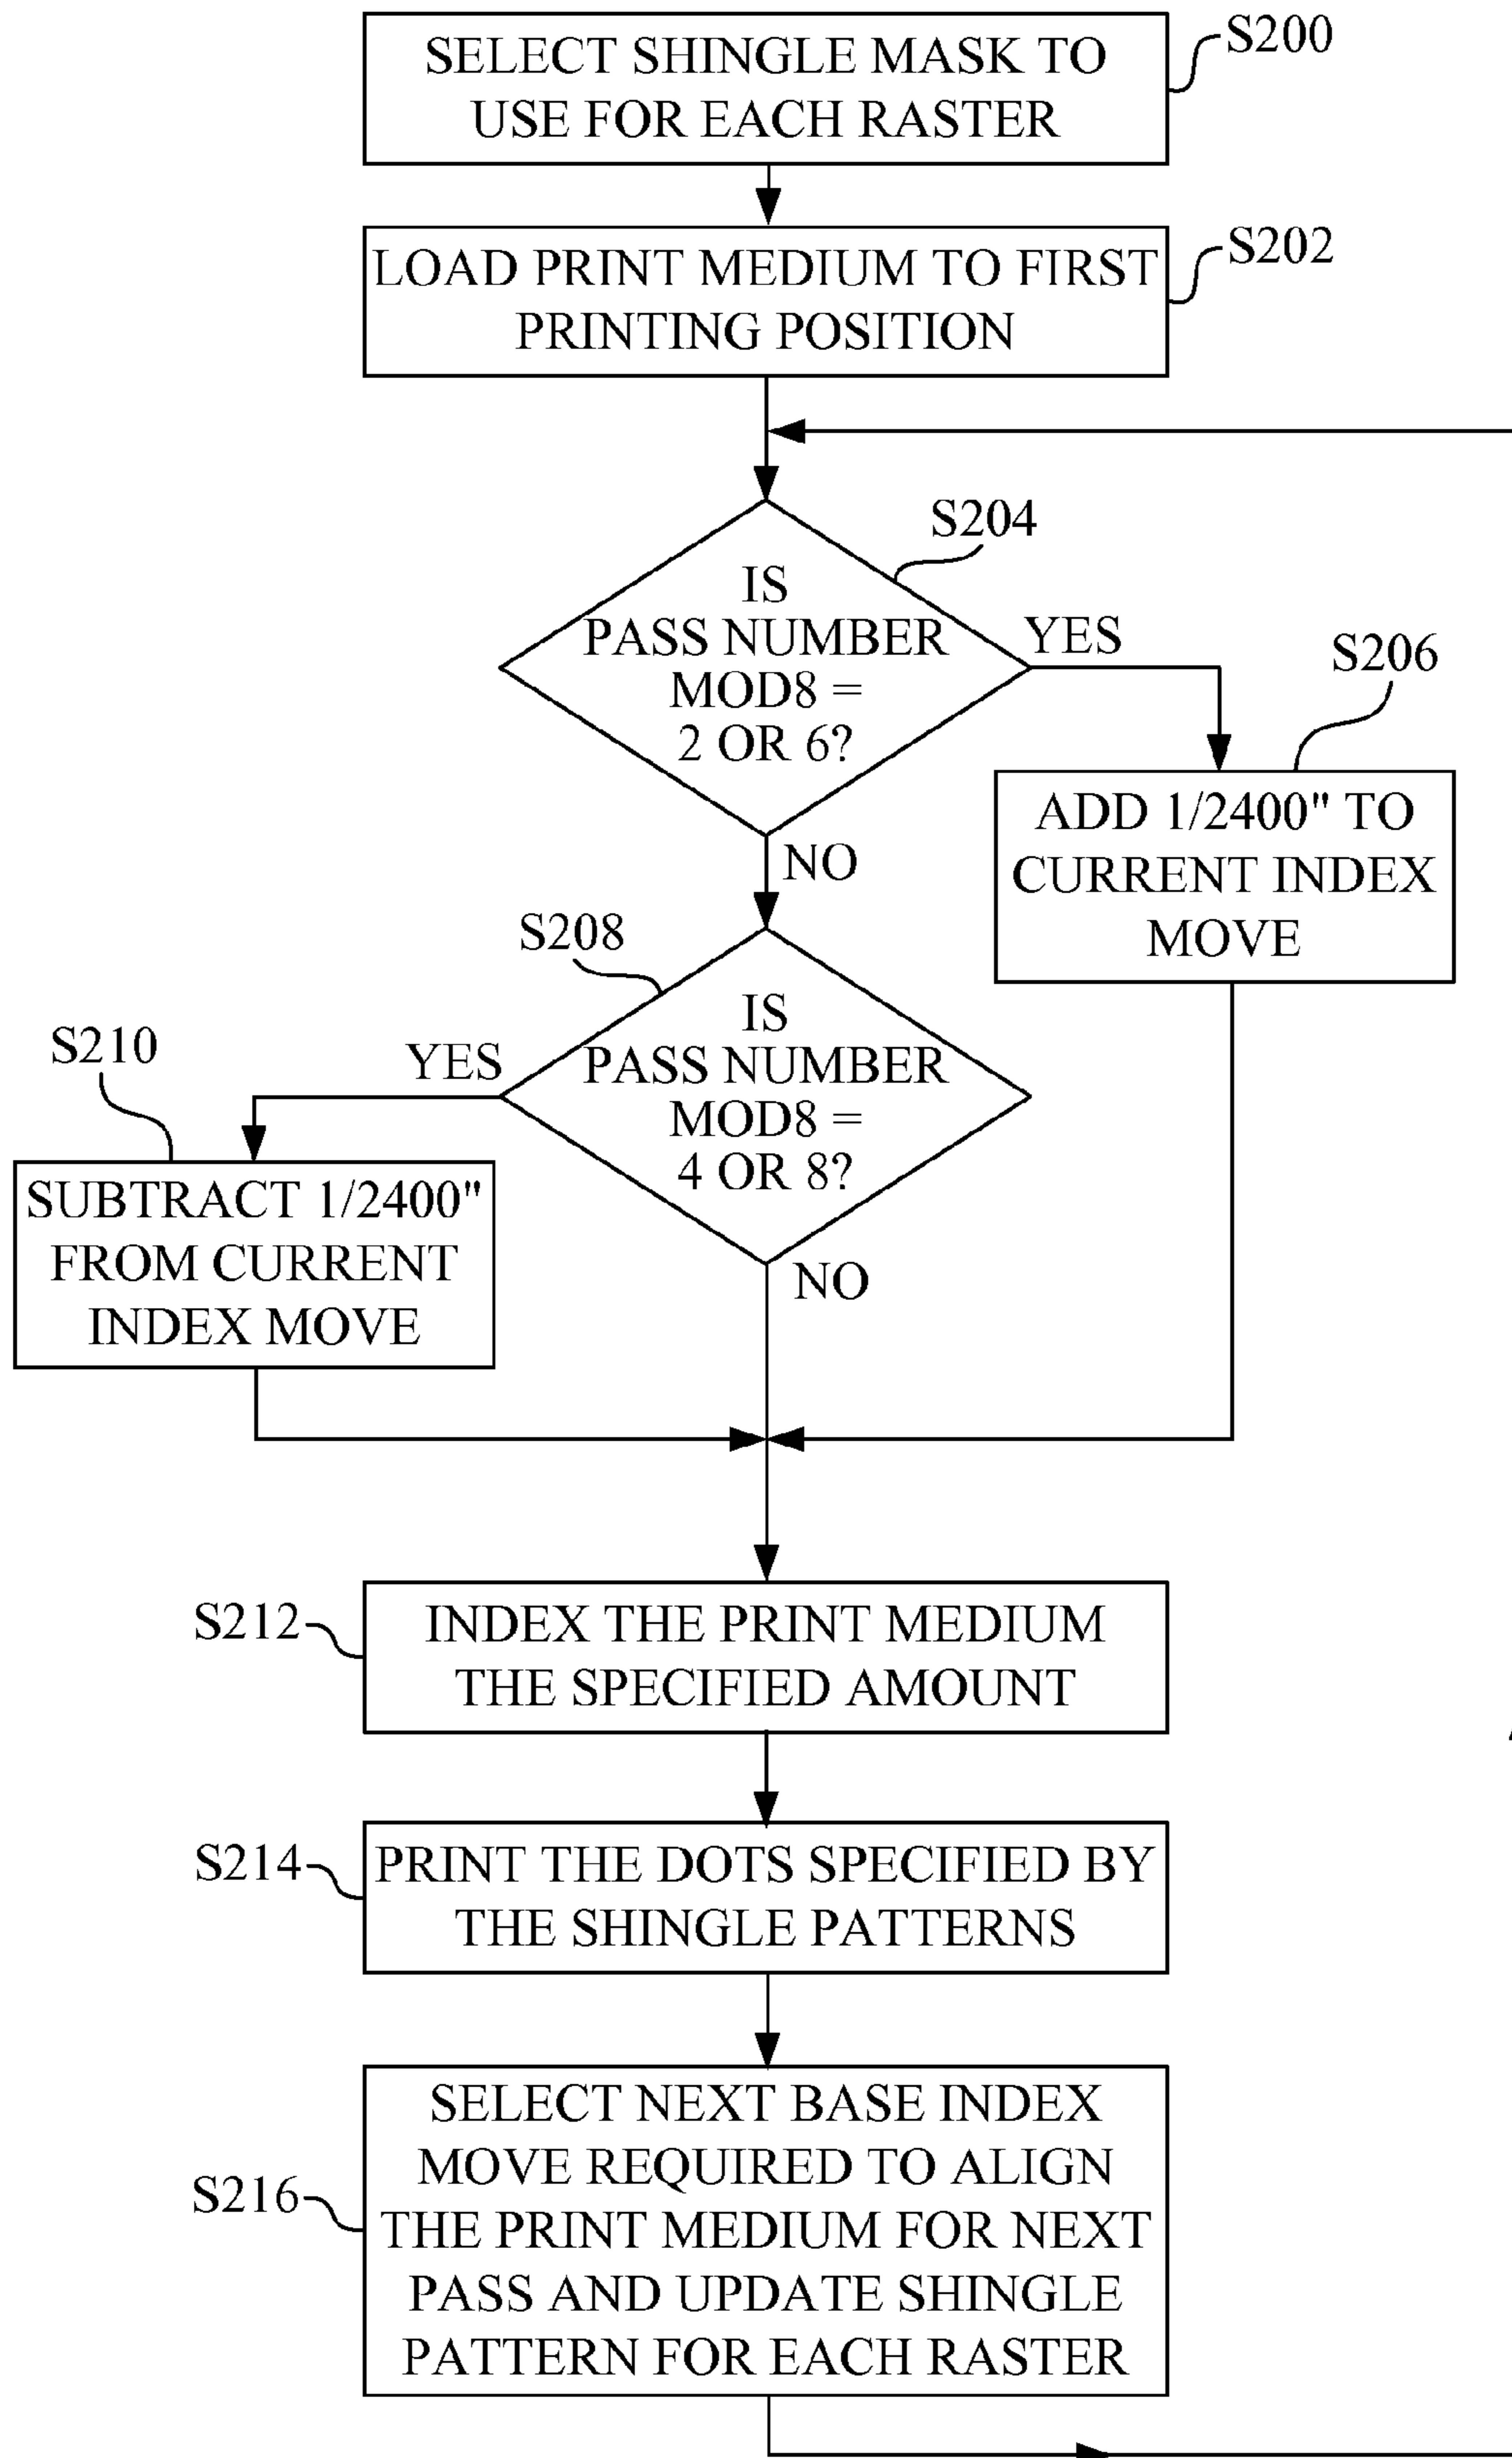 SELECT SHINGLE MASK TO
USE FOR EACH RASTER
S200
LOAD PRINT MEDIUM TO FIRST
PRINTING POSITION
S202
S204
IS
PASS NUMBER
MOD8 =
2 OR 6?
YES
S206
ADD 1/2400" TO
CURRENT INDEX
MOVE
NO
S208
IS
PASS NUMBER
MOD8 =
4 OR 8?
YES
S210
SUBTRACT 1/2400"
FROM CURRENT
INDEX MOVE
NO
S212
INDEX THE PRINT MEDIUM
THE SPECIFIED AMOUNT
S214
PRINT THE DOTS SPECIFIED BY
THE SHINGLE PATTERNS
S216
SELECT NEXT BASE INDEX
MOVE REQUIRED TO ALIGN
THE PRINT MEDIUM FOR NEXT
PASS AND UPDATE SHINGLE
PATTERN FOR EACH RASTER